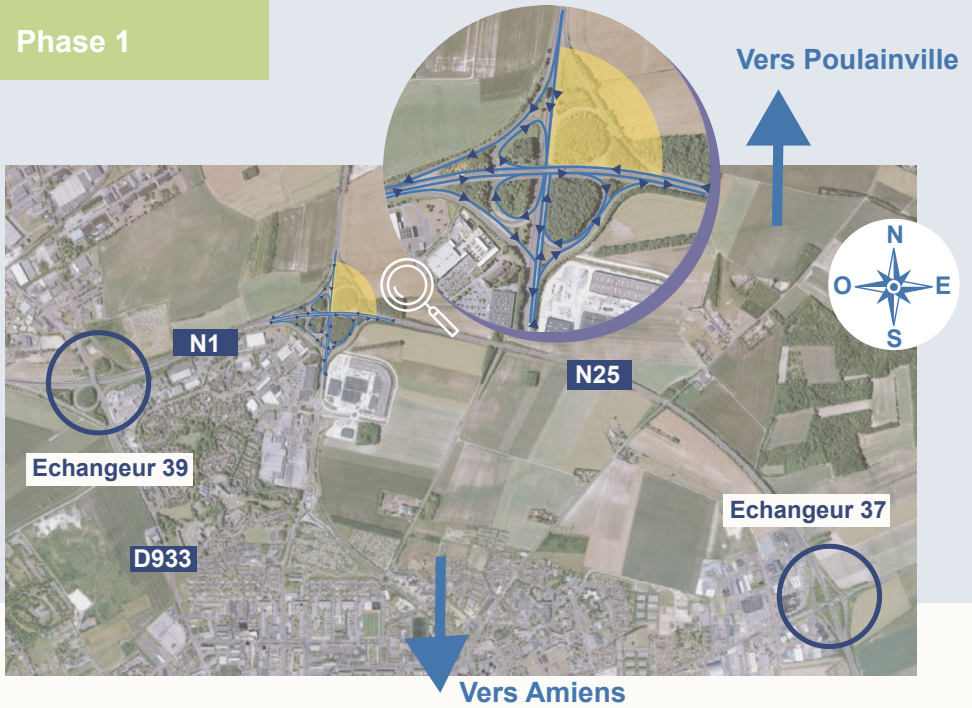 Phase 1
Vers Poulainville
N
O
E
S
N1
N25
Echangeur 39
Echangeur 37
D933
Vers Amiens